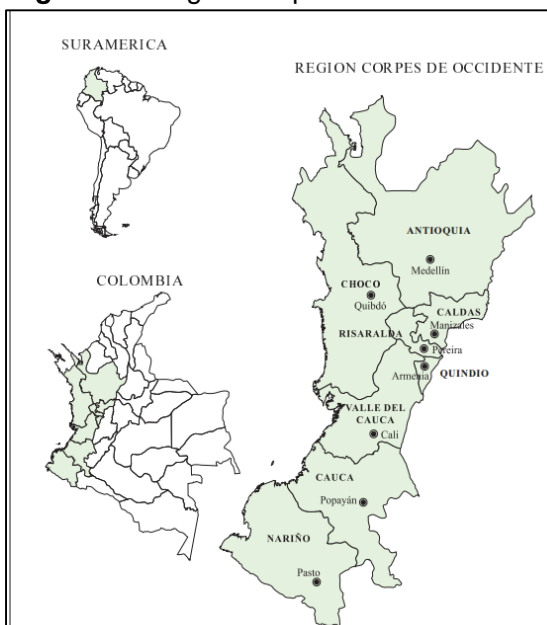 SURAMERICA
REGION CORPES DE OCCIDENTE
ANTIOQUIA
Medellín
COLOMBIA
CHOCO
Quibdó
CALDAS
Manizales
RISARALDA
Pereira
Armenia
QUINDIO
VALLE DEL
CAUCA
Cali
CAUCA
Popayán
NARIÑO
Pasto